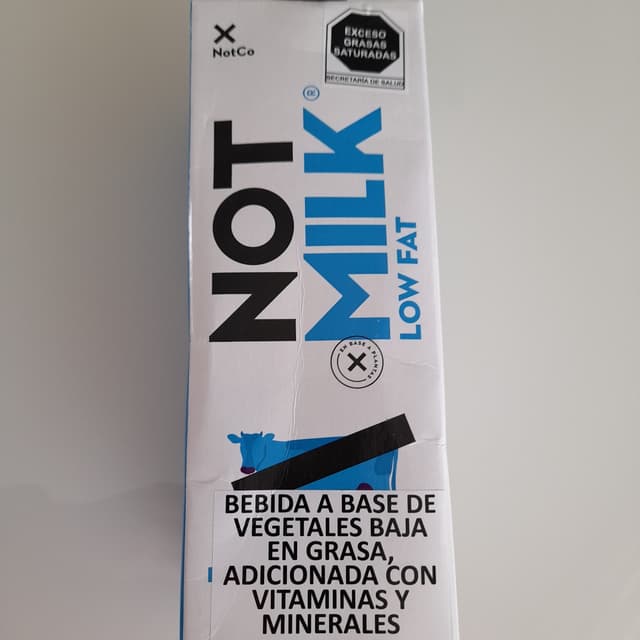 NotCo
EXCESO
GRASAS
SATURADAS
SECRETARÍA DE SALUD
NOT
MILK®
LOW FAT
EN BASE A PLANTAS
BEBIDA A BASE DE
VEGETALES BAJA
EN GRASA,
ADICIONADA CON
VITAMINAS Y
MINERALES